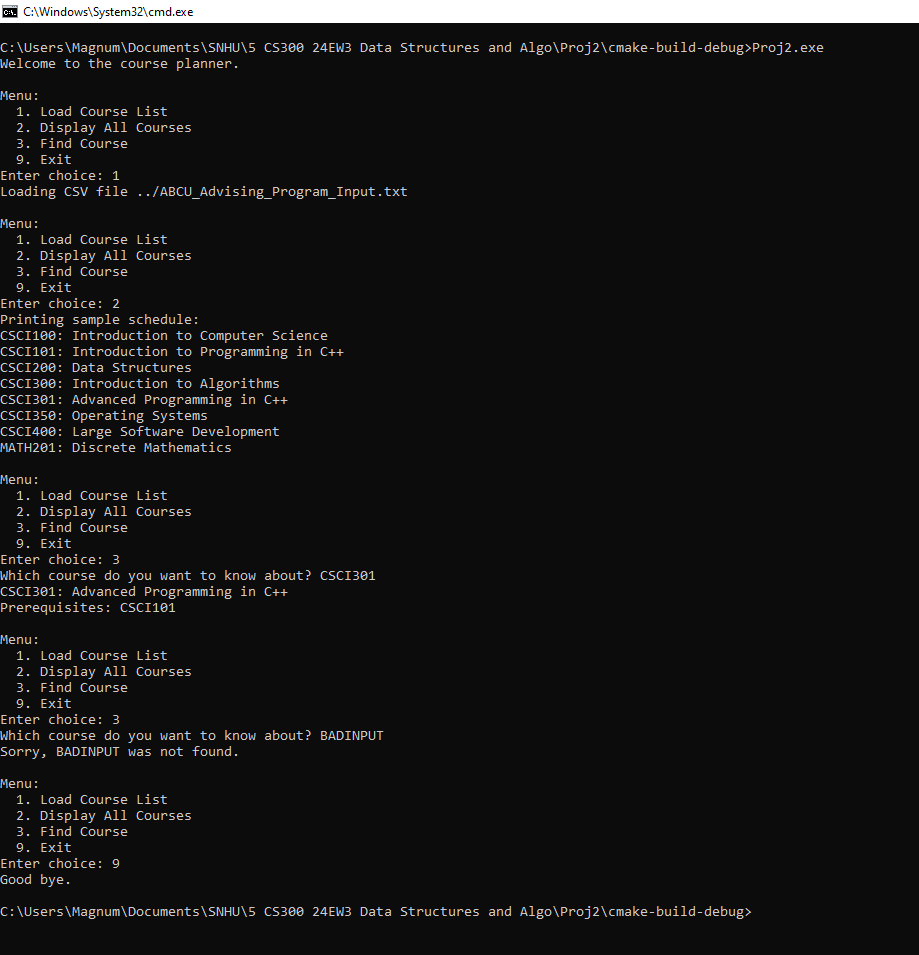 C:\Windows\System32\cmd.exe
C:\Users\Magnum\Documents\SNHU\5 CS300 24EW3 Data Structures and Algo\Proj2\cmake-build-debug>Proj2.exe
Welcome to the course planner.
Menu:
  1. Load Course List
  2. Display All Courses
  3. Find Course
  9. Exit
Enter choice: 1
Loading CSV file ../ABCU_Advising_Program_Input.txt
Menu:
  1. Load Course List
  2. Display All Courses
  3. Find Course
  9. Exit
Enter choice: 2
Printing sample schedule:
CSCI100: Introduction to Computer Science
CSCI101: Introduction to Programming in C++
CSCI200: Data Structures
CSCI300: Introduction to Algorithms
CSCI301: Advanced Programming in C++
CSCI350: Operating Systems
CSCI400: Large Software Development
MATH201: Discrete Mathematics
Menu:
  1. Load Course List
  2. Display All Courses
  3. Find Course
  9. Exit
Enter choice: 3
Which course do you want to know about? CSCI301
CSCI301: Advanced Programming in C++
Prerequisites: CSCI101
Menu:
  1. Load Course List
  2. Display All Courses
  3. Find Course
  9. Exit
Enter choice: 3
Which course do you want to know about? BADINPUT
Sorry, BADINPUT was not found.
Menu:
  1. Load Course List
  2. Display All Courses
  3. Find Course
  9. Exit
Enter choice: 9
Good bye.
C:\Users\Magnum\Documents\SNHU\5 CS300 24EW3 Data Structures and Algo\Proj2\cmake-build-debug>